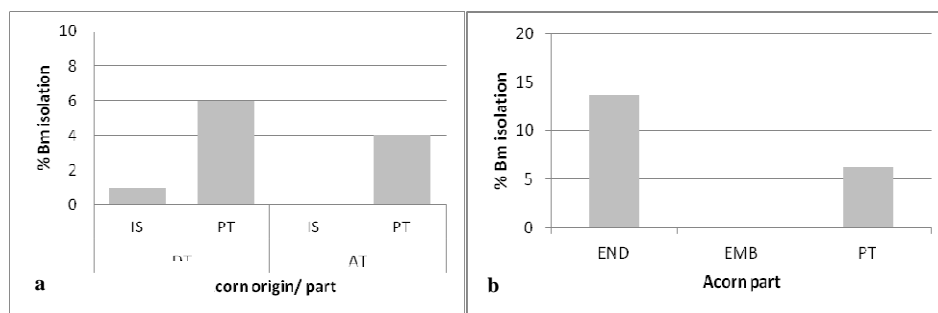 10
8
6
4
2
0
% Bm isolation
IS PT IS PT
AT
corn origin/ part
a
20
15
10
5
0
% Bm isolation
END EMB PT
Acorn part
b